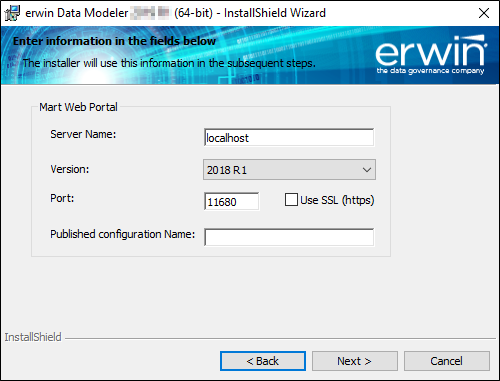 erwin Data Modeler (64-bit) - InstallShield Wizard
Enter information in the fields below
The installer will use this information in the subsequent steps.
erwin
the data governance company
Mart Web Portal
Server Name:
localhost
Version:
2018 R1
Port:
11680
Use SSL (https)
Published configuration Name:
InstallShield
< Back
Next >
Cancel